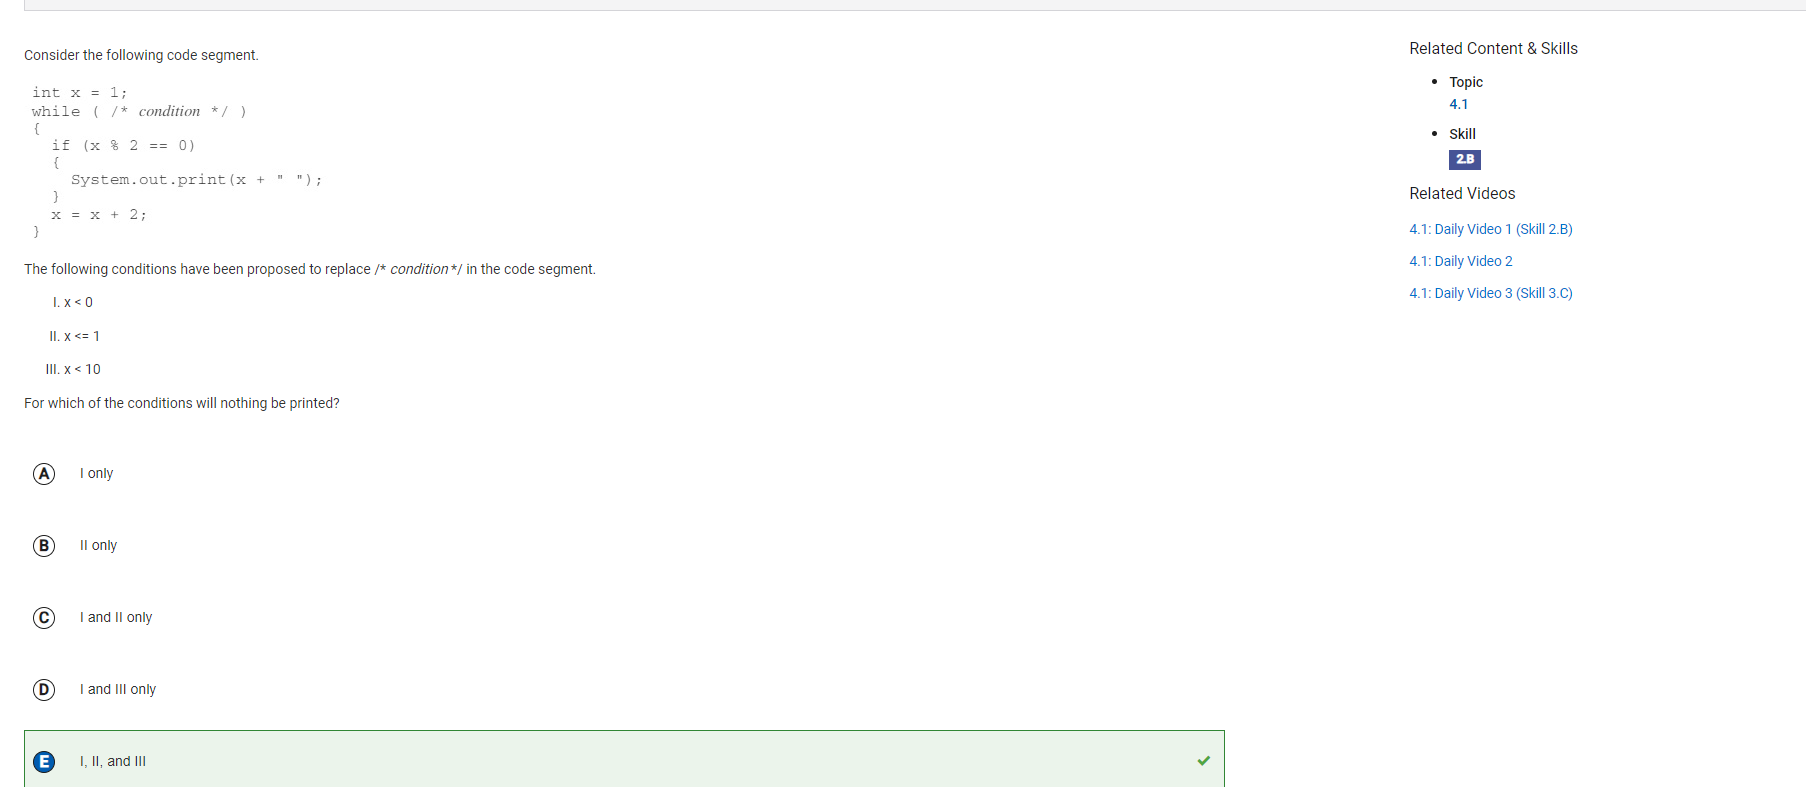 Consider the following code segment.
int x = 1;
while ( /* condition */ )
{
if (x % 2 == 0)
{
System.out.print(x + " ");
}
x = x + 2;
}
The following conditions have been proposed to replace /* condition */ in the code segment.
I. x < 0
II. x <= 1
III. x < 10
For which of the conditions will nothing be printed?
A I only
B II only
C I and II only
D I and III only
E I, II, and III
Related Content & Skills
• Topic
4.1
• Skill
2.B
Related Videos
4.1: Daily Video 1 (Skill 2.B)
4.1: Daily Video 2
4.1: Daily Video 3 (Skill 3.C)